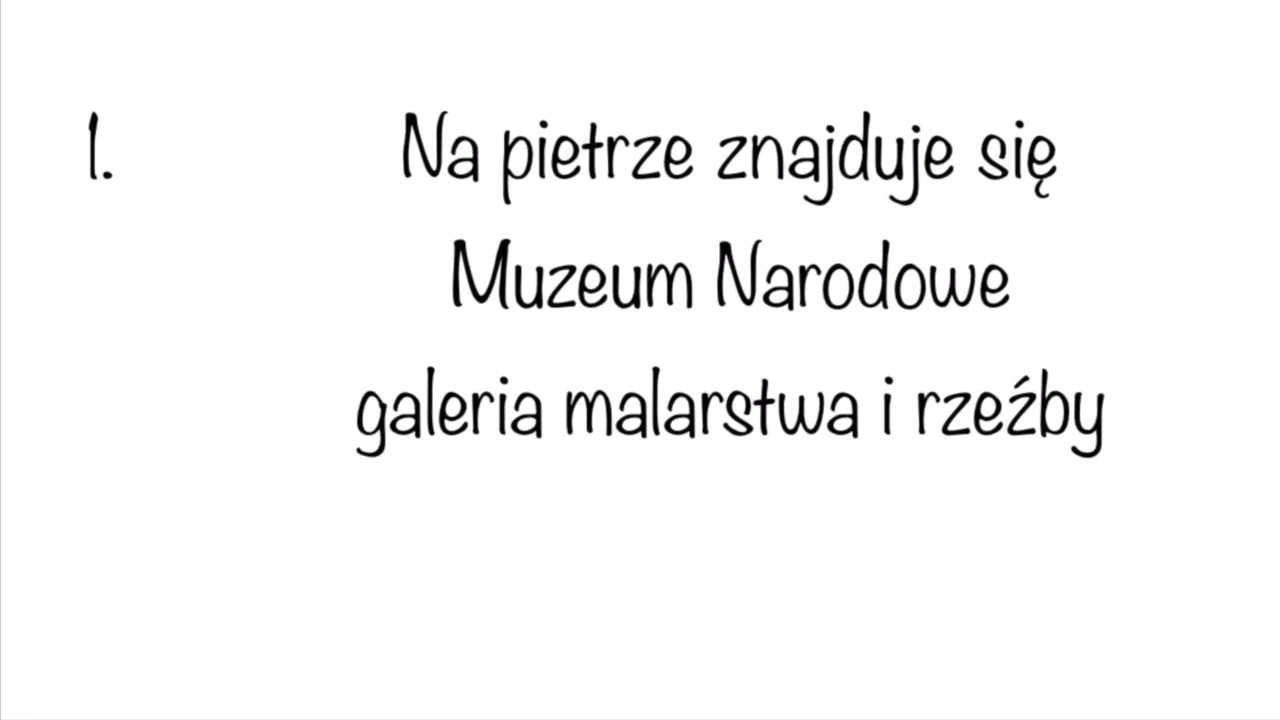 1. Na pietrze znajduje się
Muzeum Narodowe
galeria malarstwa i rzeźby